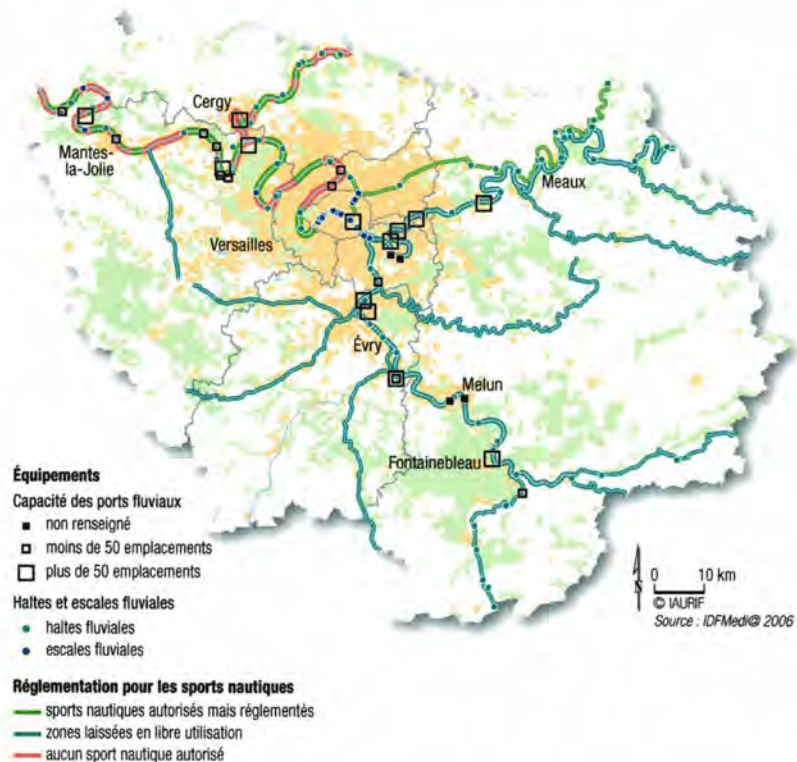 Cergy
Mantes-
la-Jolie
Meaux
Versailles
Évry
Melun
Fontainebleau
Équipements
Capacité des ports fluviaux
non renseigné
moins de 50 emplacements
plus de 50 emplacements
Haltes et escales fluviales
haltes fluviales
escales fluviales
Réglementation pour les sports nautiques
sports nautiques autorisés mais réglementés
zones laissées en libre utilisation
aucun sport nautique autorisé
N
0 10 km
© IAURIF
Source : IDFMedi@ 2006